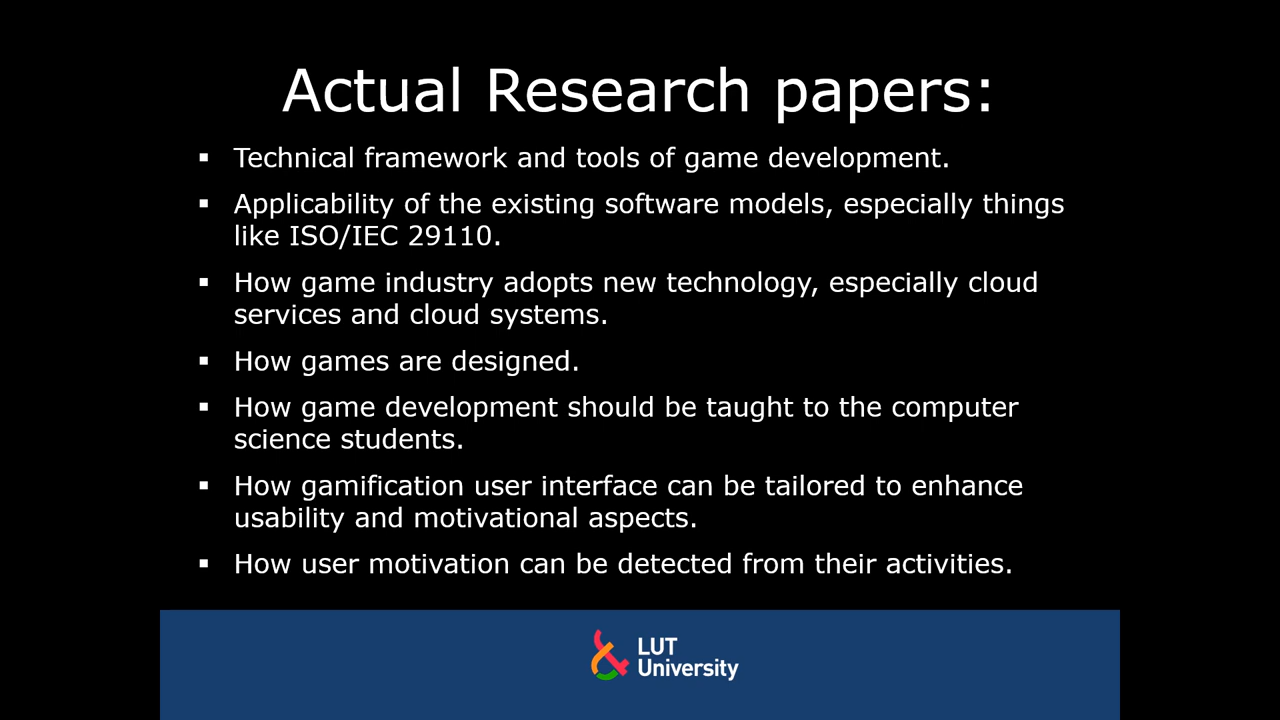 Actual Research papers:
▪ Technical framework and tools of game development.
▪ Applicability of the existing software models, especially things
like ISO/IEC 29110.
▪ How game industry adopts new technology, especially cloud
services and cloud systems.
▪ How games are designed.
▪ How game development should be taught to the computer
science students.
▪ How gamification user interface can be tailored to enhance
usability and motivational aspects.
▪ How user motivation can be detected from their activities.
LUT
University